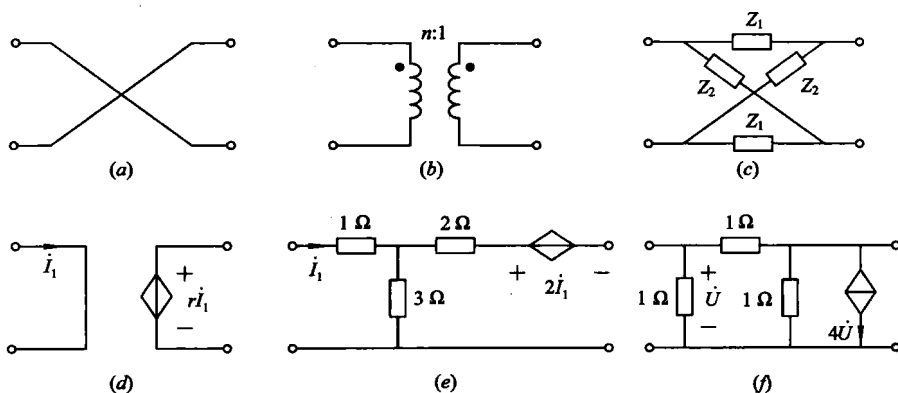 n:1
Z₁
Z₂
Z₂
Z₁
(a)
(b)
(c)
1 Ω
2 Ω
1 Ω
İ₁
+
rİ₁
−
İ₁
3 Ω
+
2İ₁
−
1 Ω
+
U̇
−
1 Ω
4U̇
(d)
(e)
(f)